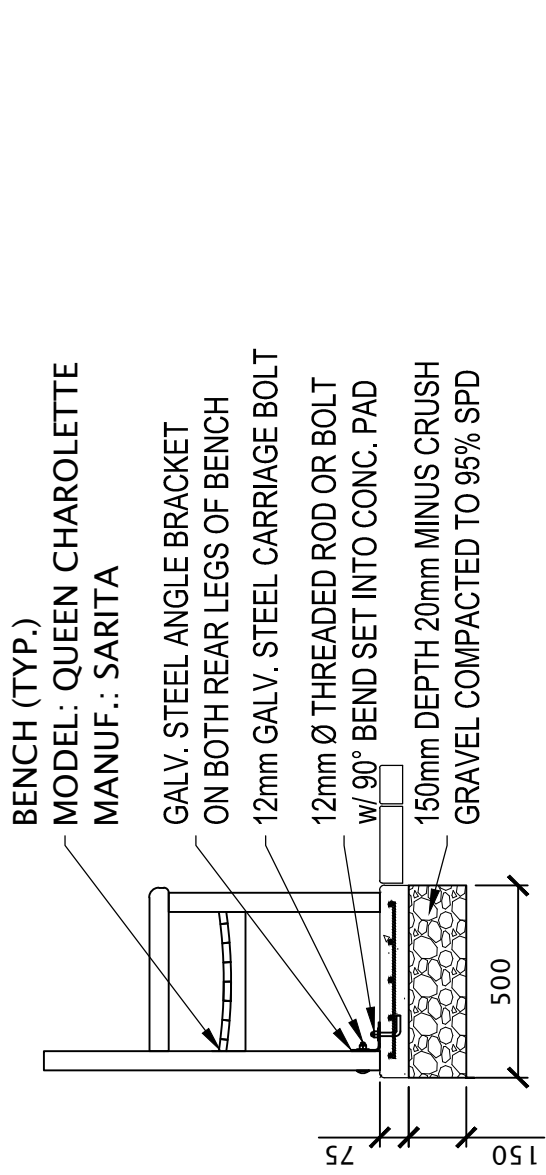 BENCH (TYP.)
MODEL: QUEEN CHAROLETTE
MANUF.: SARITA
GALV. STEEL ANGLE BRACKET
ON BOTH REAR LEGS OF BENCH
12mm GALV. STEEL CARRIAGE BOLT
12mm Ø THREADED ROD OR BOLT
w/ 90° BEND SET INTO CONC. PAD
150mm DEPTH 20mm MINUS CRUSH
GRAVEL COMPACTED TO 95% SPD
500
75
150